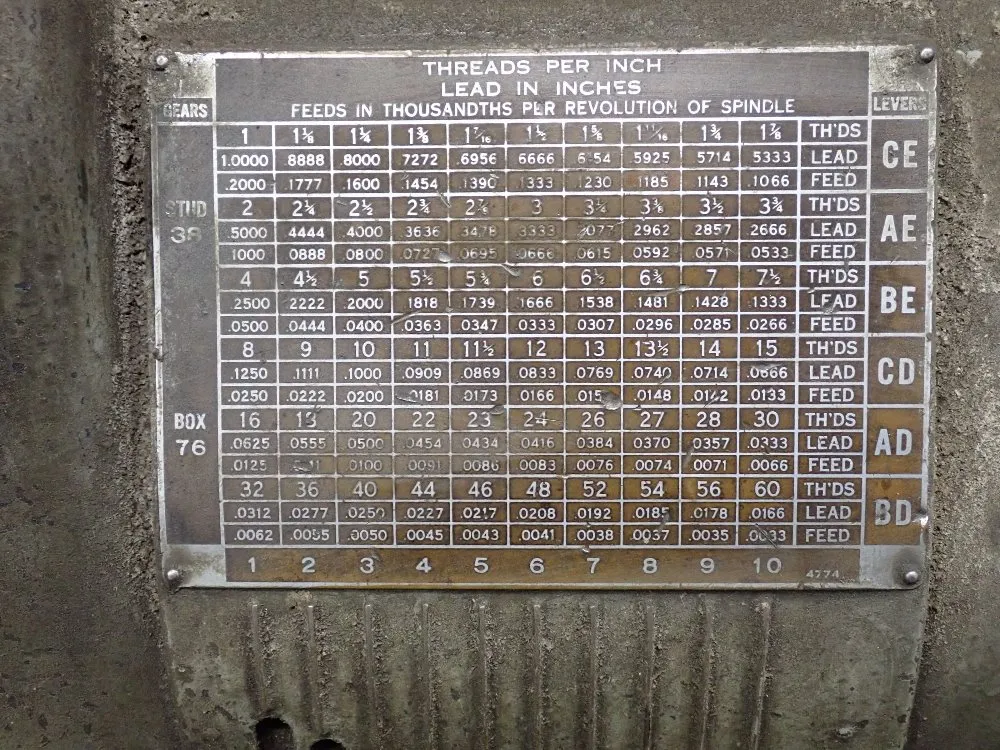 THREADS PER INCH
LEAD IN INCHES
GEARS FEEDS IN THOUSANDTHS PER REVOLUTION OF SPINDLE LEVERS
1 1⅛ 1¼ 1⅜ 1⁷⁄₁₆ 1½ 1⅝ 1¹¹⁄₁₆ 1¾ 1⅞ TH'DS
1.0000 .8888 .8000 .7272 .6956 6666 5925 5714 5333 LEAD CE
.2000 .1777 .1600 .1454 .1390 .1333 .1230 .1185 .1143 .1066 FEED
STUD 2 2¼ 2½ 2¾ 2⅞ 3 3¼ 3⅜ 3½ 3¾ TH'DS
38 .5000 .4444 .4000 3636 .3478 .3333 .3077 .2962 .2857 .2666 LEAD AE
.1000 .0888 .0800 .0727 .0695 .0666 .0615 .0592 .0571 .0533 FEED
4 4½ 5 5½ 5¾ 6 6½ 6¾ 7 7½ TH'DS
.2500 .2222 .2000 .1818 .1739 .1666 .1538 .1481 .1428 .1333 LEAD BE
.0500 .0444 .0400 .0363 .0347 .0333 .0307 .0296 .0285 .0266 FEED
8 9 10 11 11½ 12 13 13½ 14 15 TH'DS
.1250 .1111 .1000 .0909 .0869 .0833 .0769 .0740 .0714 .0666 LEAD CD
.0250 .0222 .0200 .0181 .0173 .0166 .0148 .0142 .0133 FEED
BOX 16 18 20 22 23 24 26 27 28 30 TH'DS
76 .0625 .0555 .0500 .0454 .0434 .0416 .0384 .0370 .0357 .0333 LEAD AD
.0125 .0100 .0091 .0086 .0083 .0076 .0074 .0071 .0066 FEED
32 36 40 44 46 48 52 54 56 60 TH'DS
.0312 .0277 .0250 .0227 .0217 .0208 .0192 .0185 .0178 .0166 LEAD BD
.0062 .0055 .0050 .0045 .0043 .0041 .0038 .0037 .0035 .0033 FEED
1 2 3 4 5 6 7 8 9 10 4774